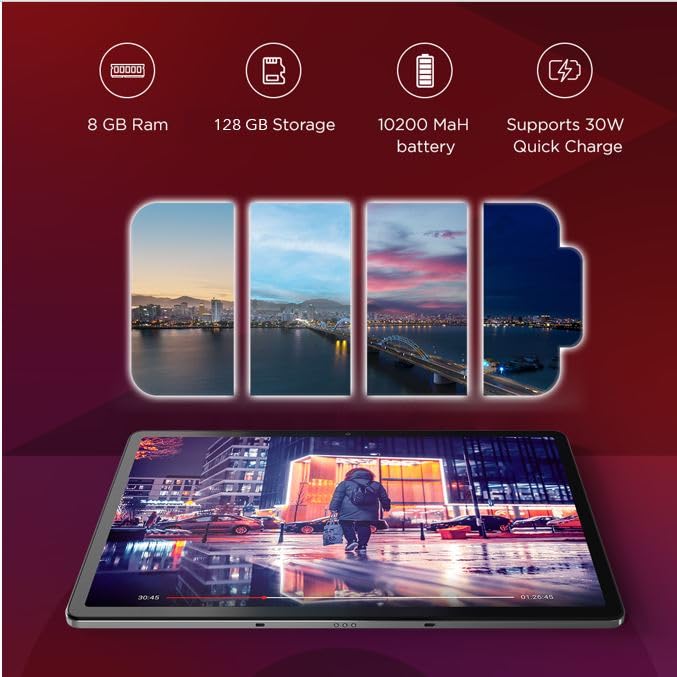 8 GB Ram
128 GB Storage
10200 MaH
battery
Supports 30W
Quick Charge
30:45
01:26:45